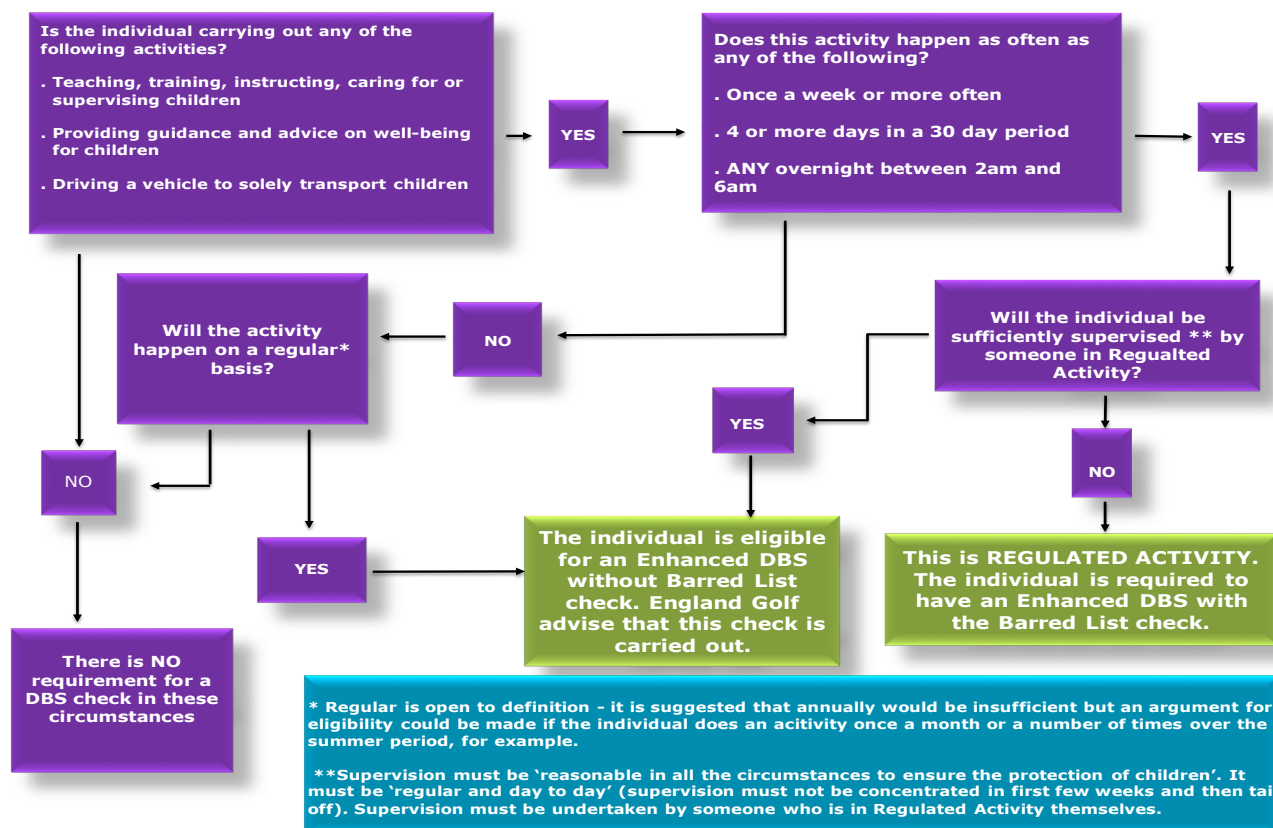 Is the individual carrying out any of the
following activities?
. Teaching, training, instructing, caring for or
supervising children
. Providing guidance and advice on well-being
for children
. Driving a vehicle to solely transport children
YES
Does this activity happen as often as
any of the following?
. Once a week or more often
. 4 or more days in a 30 day period
. ANY overnight between 2am and
6am
YES
Will the activity
happen on a regular*
basis?
NO
Will the individual be
sufficiently supervised ** by
someone in Regualted
Activity?
YES
NO
NO
YES
The individual is eligible
for an Enhanced DBS
without Barred List
check. England Golf
advise that this check is
carried out.
This is REGULATED ACTIVITY.
The individual is required to
have an Enhanced DBS with
the Barred List check.
There is NO
requirement for a
DBS check in these
circumstances
* Regular is open to definition - it is suggested that annually would be insufficient but an argument for
eligibility could be made if the individual does an acitivity once a month or a number of times over the
summer period, for example.
**Supervision must be ‘reasonable in all the circumstances to ensure the protection of children’. It
must be ‘regular and day to day’ (supervision must not be concentrated in first few weeks and then tai
off). Supervision must be undertaken by someone who is in Regulated Activity themselves.